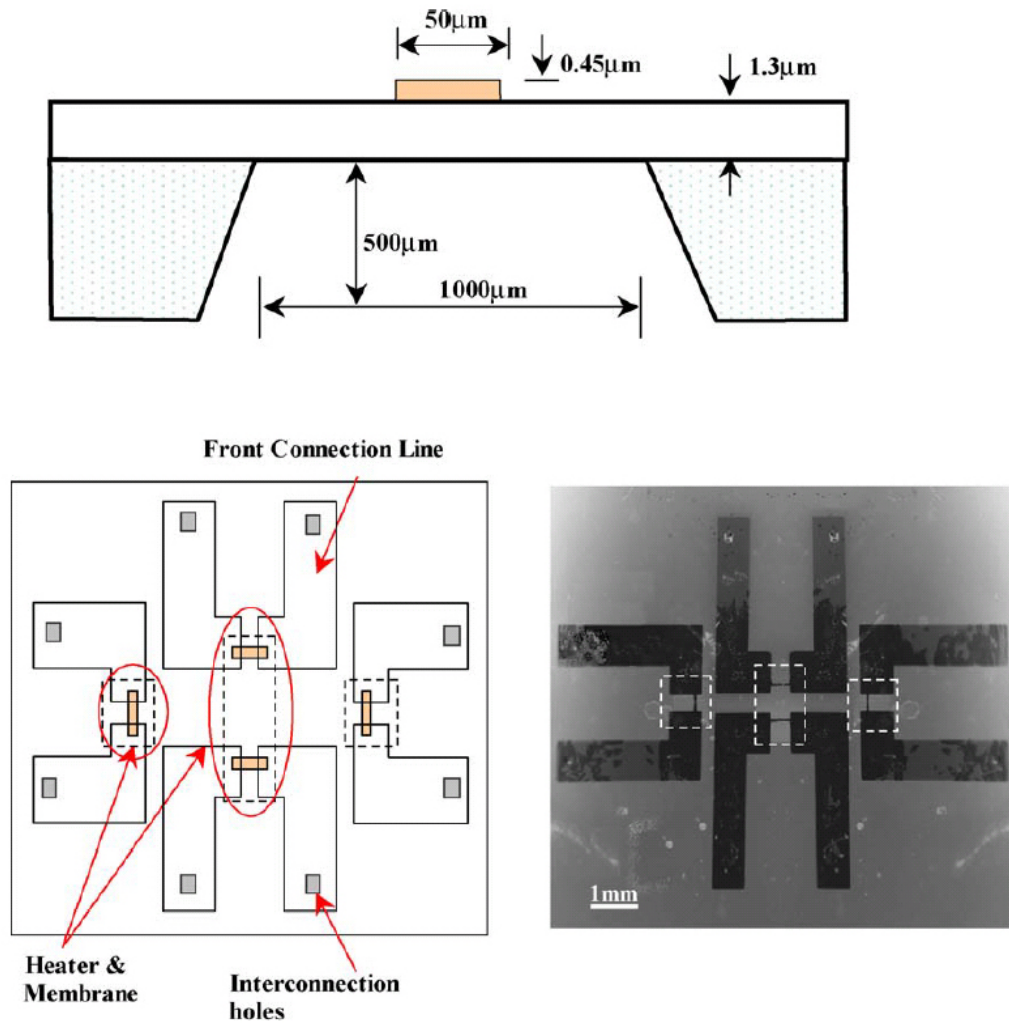 50μm
0.45μm
1.3μm
500μm
1000μm
Front Connection Line
1mm
Heater &
Membrane
Interconnection
holes